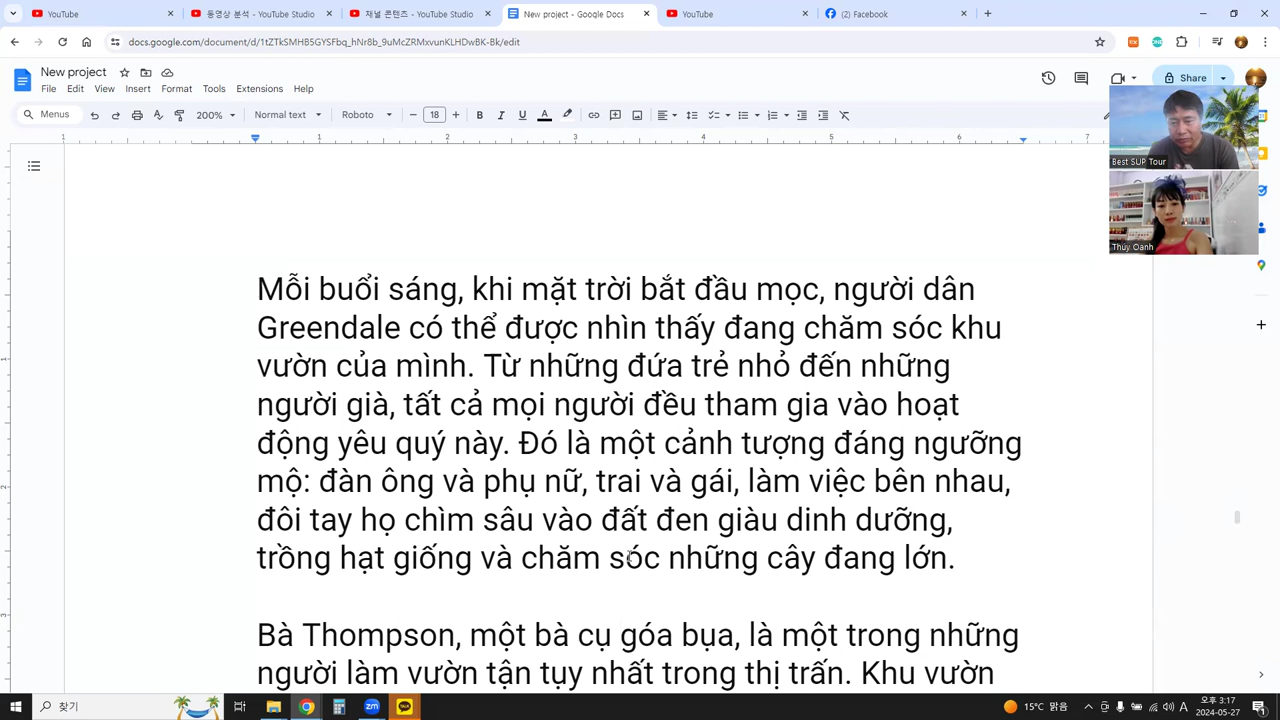 YouTube
동영상 분석 - YouTube Studio
채널 콘텐츠 - YouTube Studio
New project - Google Docs
YouTube
(2) Facebook
docs.google.com/document/d/1tZTkSMHB5GYSFbq_hNr8b_9uMcZRMxvunKLHDwBK-Bk/edit
New project
File Edit View Insert Format Tools Extensions Help
Share
Menus 200% Normal text Roboto 18 B I U A
1 1 2 3 4 5 6 7
Best SUP Tour
Thúy Oanh
Mỗi buổi sáng, khi mặt trời bắt đầu mọc, người dân
Greendale có thể được nhìn thấy đang chăm sóc khu
vườn của mình. Từ những đứa trẻ nhỏ đến những
người già, tất cả mọi người đều tham gia vào hoạt
động yêu quý này. Đó là một cảnh tượng đáng ngưỡng
mộ: đàn ông và phụ nữ, trai và gái, làm việc bên nhau,
đôi tay họ chìm sâu vào đất đen giàu dinh dưỡng,
trồng hạt giống và chăm sóc những cây đang lớn.
Bà Thompson, một bà cụ góa bụa, là một trong những
người làm vườn tận tụy nhất trong thị trấn. Khu vườn
찾기
15℃ 맑음
A
오후 3:17
2024-05-27